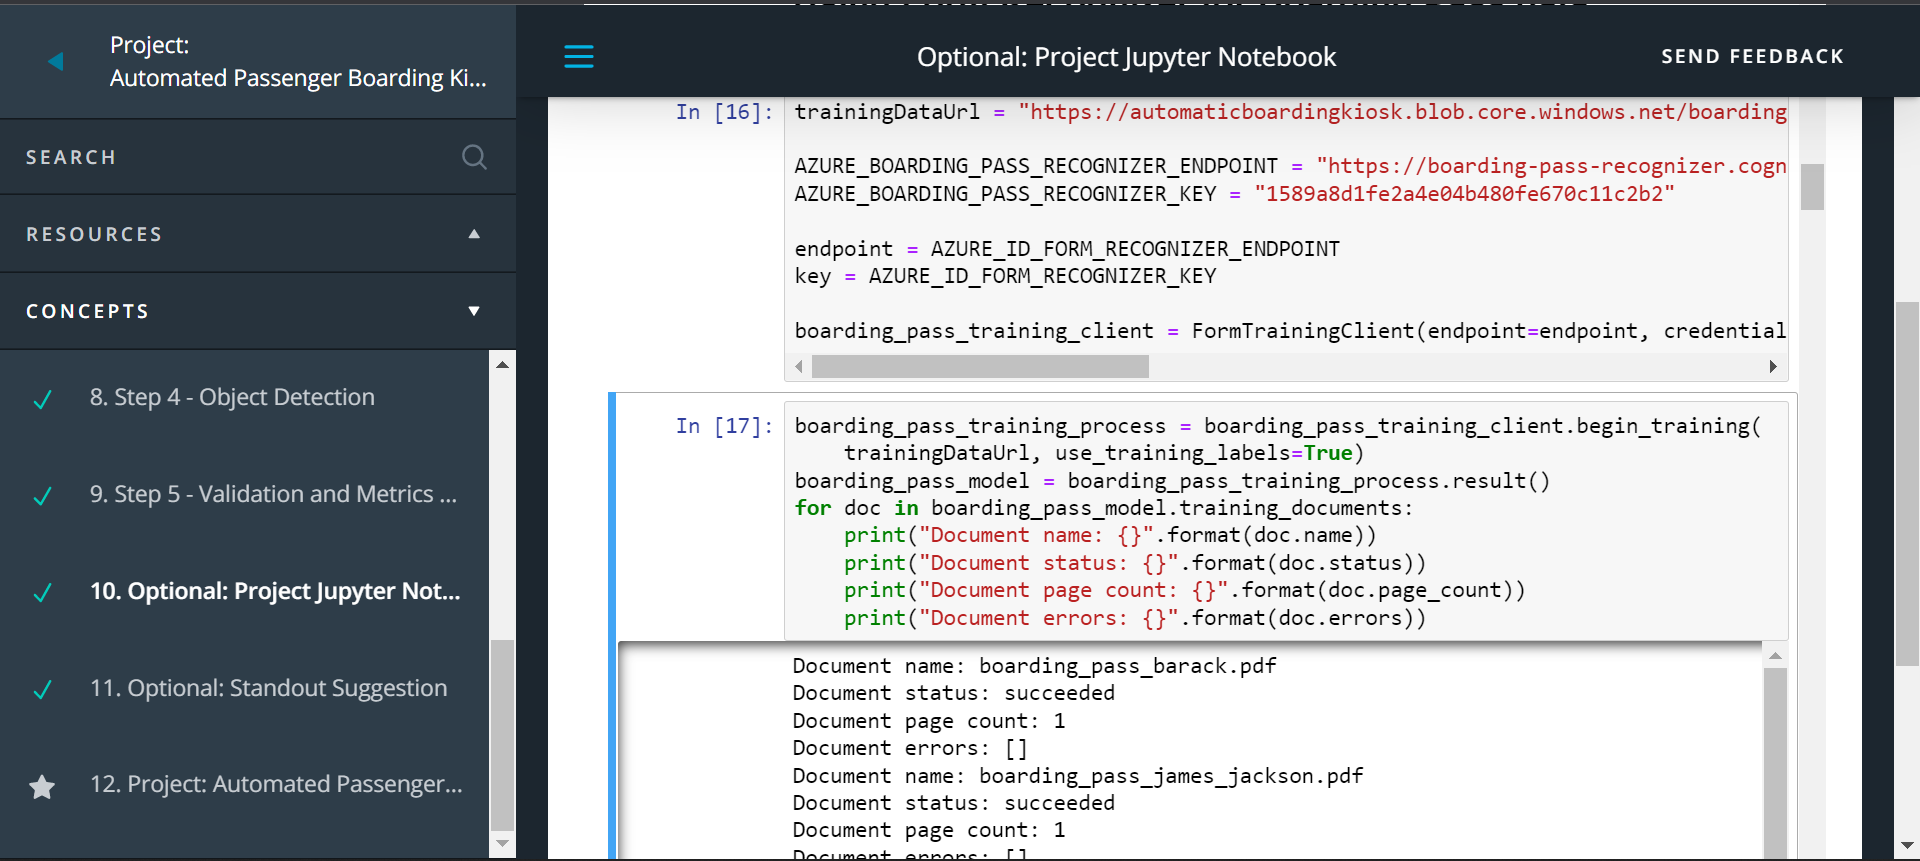 Project:
Automated Passenger Boarding Ki...
SEARCH
RESOURCES
CONCEPTS
8. Step 4 - Object Detection
9. Step 5 - Validation and Metrics ...
10. Optional: Project Jupyter Not...
11. Optional: Standout Suggestion
12. Project: Automated Passenger...
Optional: Project Jupyter Notebook
SEND FEEDBACK
In [16]:
trainingDataUrl = "https://automaticboardingkiosk.blob.core.windows.net/boarding
AZURE_BOARDING_PASS_RECOGNIZER_ENDPOINT = "https://boarding-pass-recognizer.cogn
AZURE_BOARDING_PASS_RECOGNIZER_KEY = "1589a8d1fe2a4e04b480fe670c11c2b2"
endpoint = AZURE_ID_FORM_RECOGNIZER_ENDPOINT
key = AZURE_ID_FORM_RECOGNIZER_KEY
boarding_pass_training_client = FormTrainingClient(endpoint=endpoint, credential
In [17]:
boarding_pass_training_process = boarding_pass_training_client.begin_training(
    trainingDataUrl, use_training_labels=True)
boarding_pass_model = boarding_pass_training_process.result()
for doc in boarding_pass_model.training_documents:
    print("Document name: {}".format(doc.name))
    print("Document status: {}".format(doc.status))
    print("Document page count: {}".format(doc.page_count))
    print("Document errors: {}".format(doc.errors))
Document name: boarding_pass_barack.pdf
Document status: succeeded
Document page count: 1
Document errors: []
Document name: boarding_pass_james_jackson.pdf
Document status: succeeded
Document page count: 1
Document errors: []